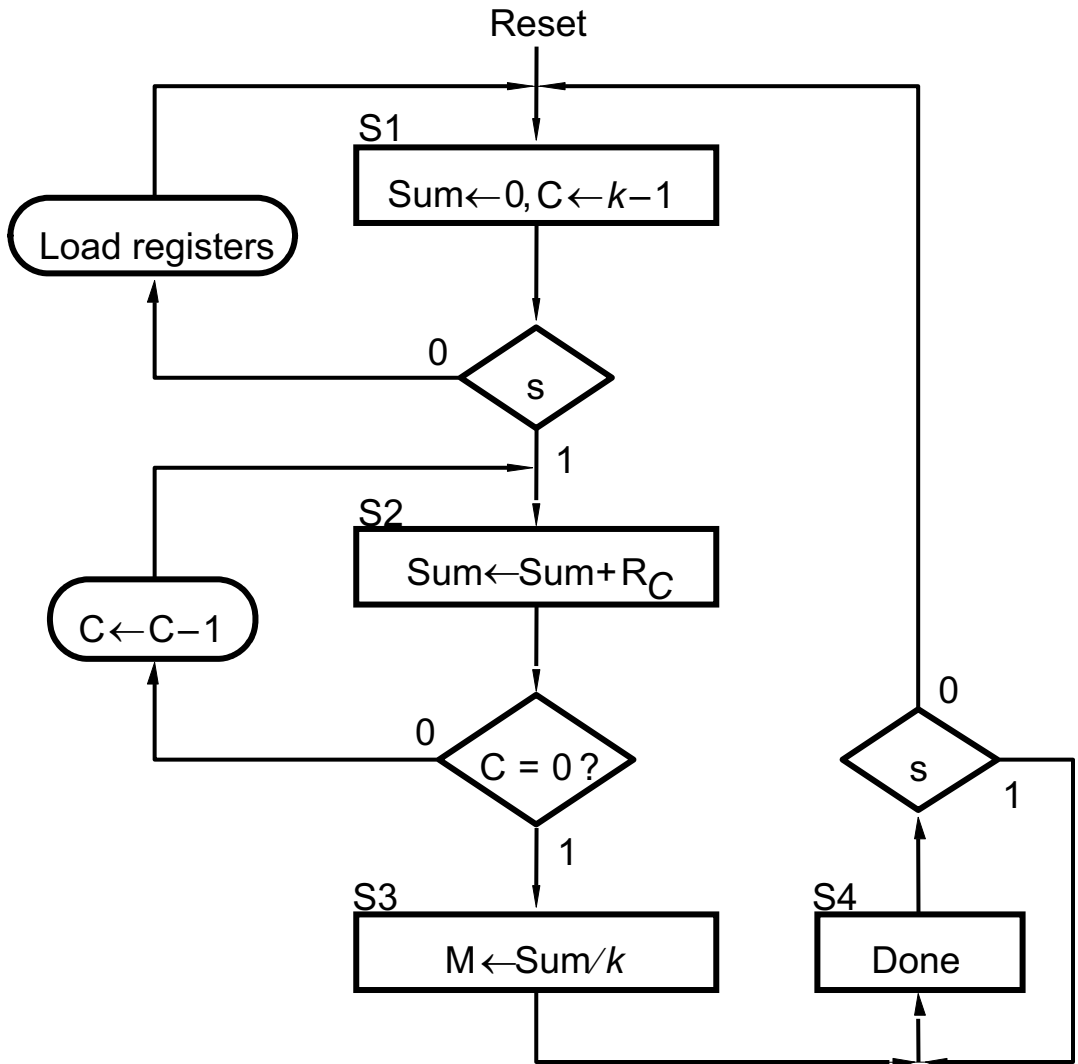 Reset
S1
Sum←0, C←k−1
Load registers
0
s
1
S2
Sum←Sum+R_C
C←C−1
0
C = 0 ?
1
S3
M←Sum/k
0
s
1
S4
Done